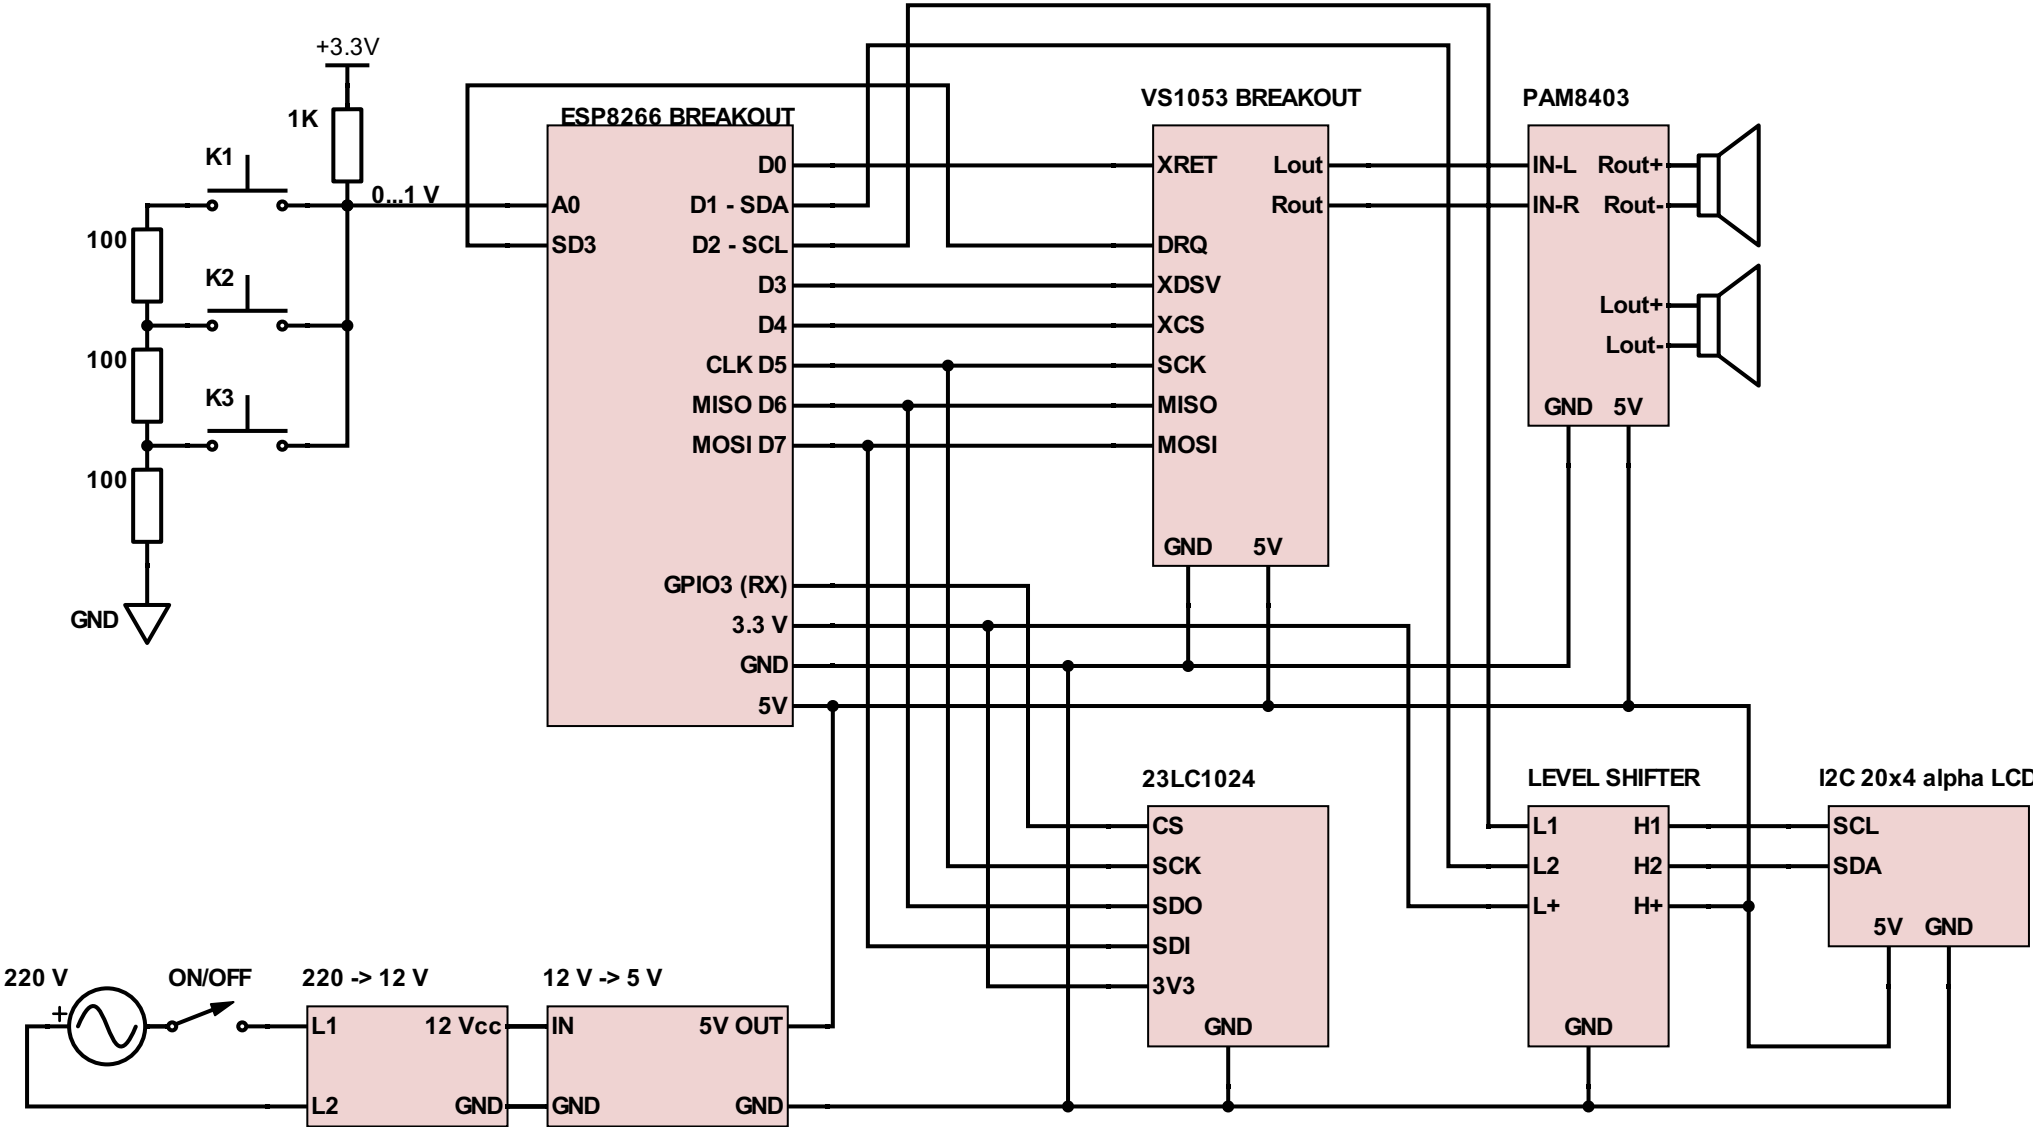 +3.3V
1K
K1
0...1 V
100
K2
100
K3
100
GND
ESP8266 BREAKOUT
A0
SD3
D0
D1 - SDA
D2 - SCL
D3
D4
CLK D5
MISO D6
MOSI D7
GPIO3 (RX)
3.3 V
GND
5V
VS1053 BREAKOUT
XRET
DRQ
XDSV
XCS
SCK
MISO
MOSI
Lout
Rout
GND 5V
PAM8403
IN-L Rout+
IN-R Rout-
Lout+
Lout-
GND 5V
23LC1024
CS
SCK
SDO
SDI
3V3
GND
LEVEL SHIFTER
L1 H1
L2 H2
L+ H+
GND
I2C 20x4 alpha LCD
SCL
SDA
5V GND
220 V
+
ON/OFF
220 -> 12 V
L1 12 Vcc
L2 GND
12 V -> 5 V
IN 5V OUT
GND GND